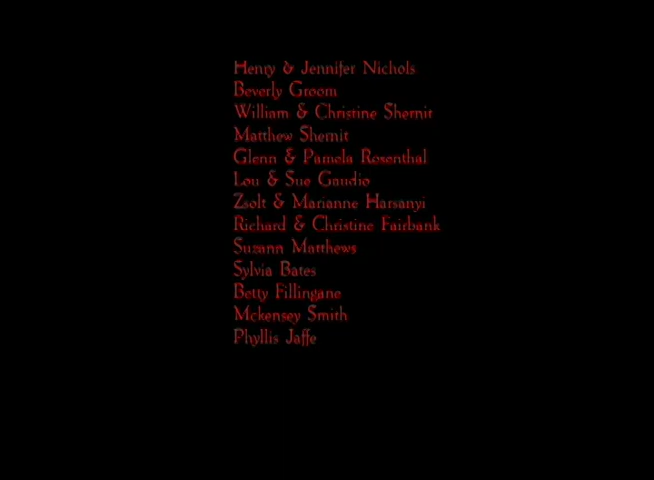 Henry & Jennifer Nichols
Beverly Groom
William & Christine Shernit
Matthew Shernit
Glenn & Pamela Rosenthal
Lou & Sue Gaudio
Zsolt & Marianne Harsanyi
Richard & Christine Fairbank
Suzann Matthews
Sylvia Bates
Betty Fillingane
Mckensey Smith
Phyllis Jaffe